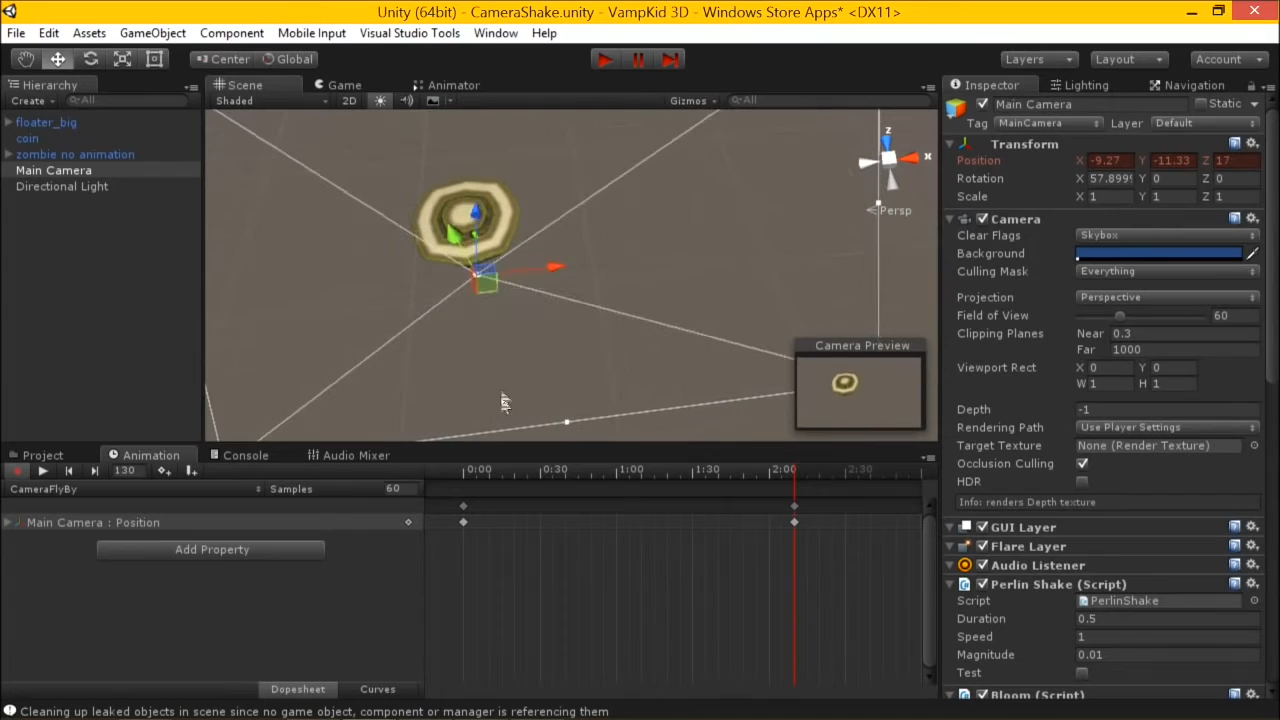 Unity (64bit) - CameraShake.unity - VampKid 3D - Windows Store Apps* <DX11>
File Edit Assets GameObject Component Mobile Input Visual Studio Tools Window Help
Center Global Layers Layout Account
Hierarchy
Create All
floater_big
coin
zombie no animation
Main Camera
Directional Light
Scene Game Animator
Shaded 2D Gizmos All
z
x
Persp
Camera Preview
Project Animation Console Audio Mixer
130 0:00 0:30 1:00 1:30 2:00 2:30
CameraFlyBy Samples 60
Main Camera : Position
Add Property
Dopesheet Curves
Inspector Lighting Navigation
Main Camera Static
Tag MainCamera Layer Default
Transform
Position X -9.27 Y -11.33 Z 17
Rotation X 57.8999 Y 0 Z 0
Scale X 1 Y 1 Z 1
Camera
Clear Flags Skybox
Background
Culling Mask Everything
Projection Perspective
Field of View 60
Clipping Planes Near 0.3
Far 1000
Viewport Rect X 0 Y 0
W 1 H 1
Depth -1
Rendering Path Use Player Settings
Target Texture None (Render Texture)
Occlusion Culling
HDR
Info: renders Depth texture
GUI Layer
Flare Layer
Audio Listener
Perlin Shake (Script)
Script PerlinShake
Duration 0.5
Speed 1
Magnitude 0.01
Test
Bloom (Script)
Cleaning up leaked objects in scene since no game object, component or manager is referencing them